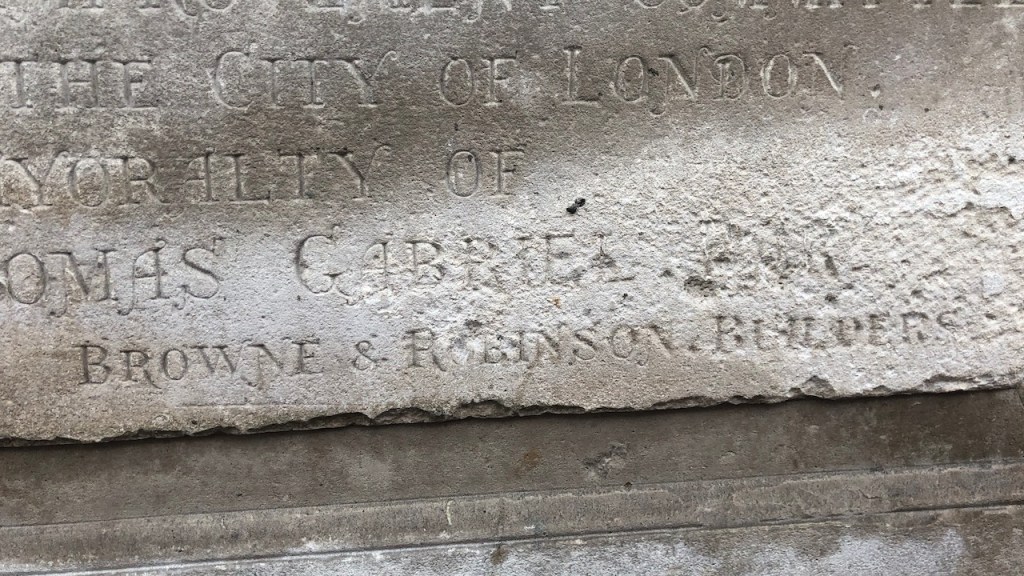 THE CITY OF LONDON.
YORALTY OF
OMAS GABRIEL
BROWNE & ROBINSON. BUILDERS